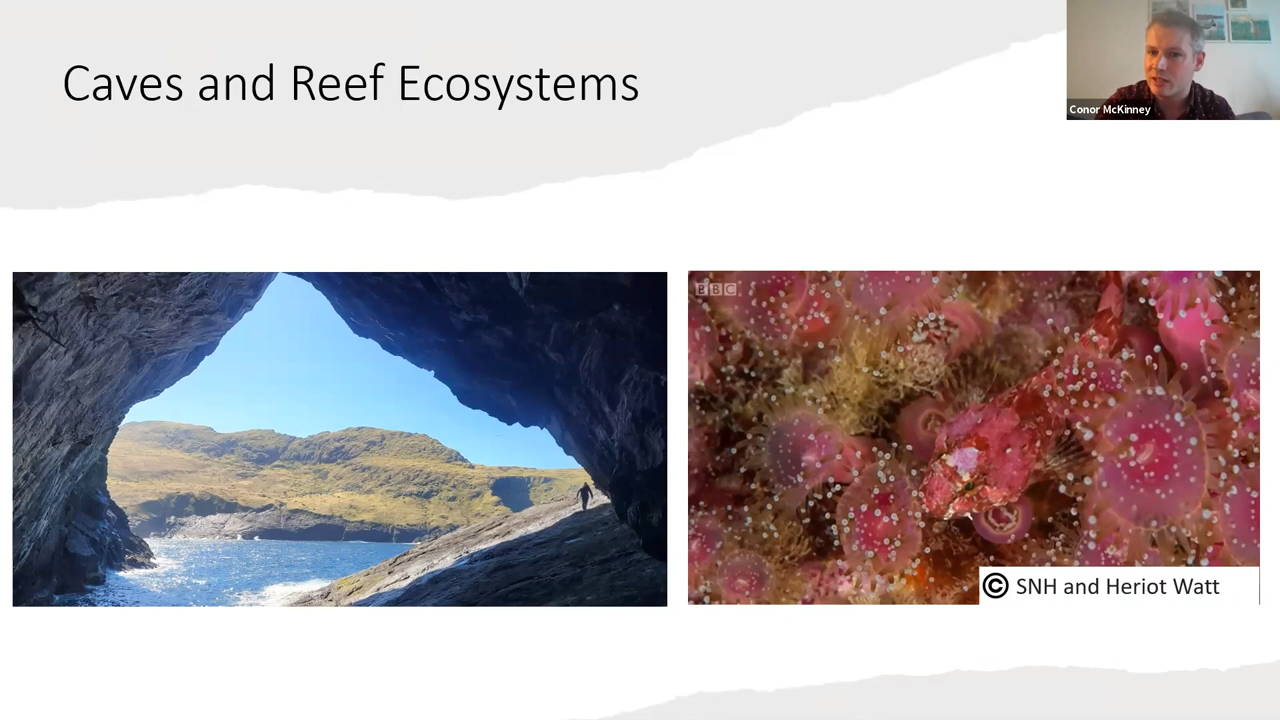 Caves and Reef Ecosystems
Conor McKinney
BBC
© SNH and Heriot Watt